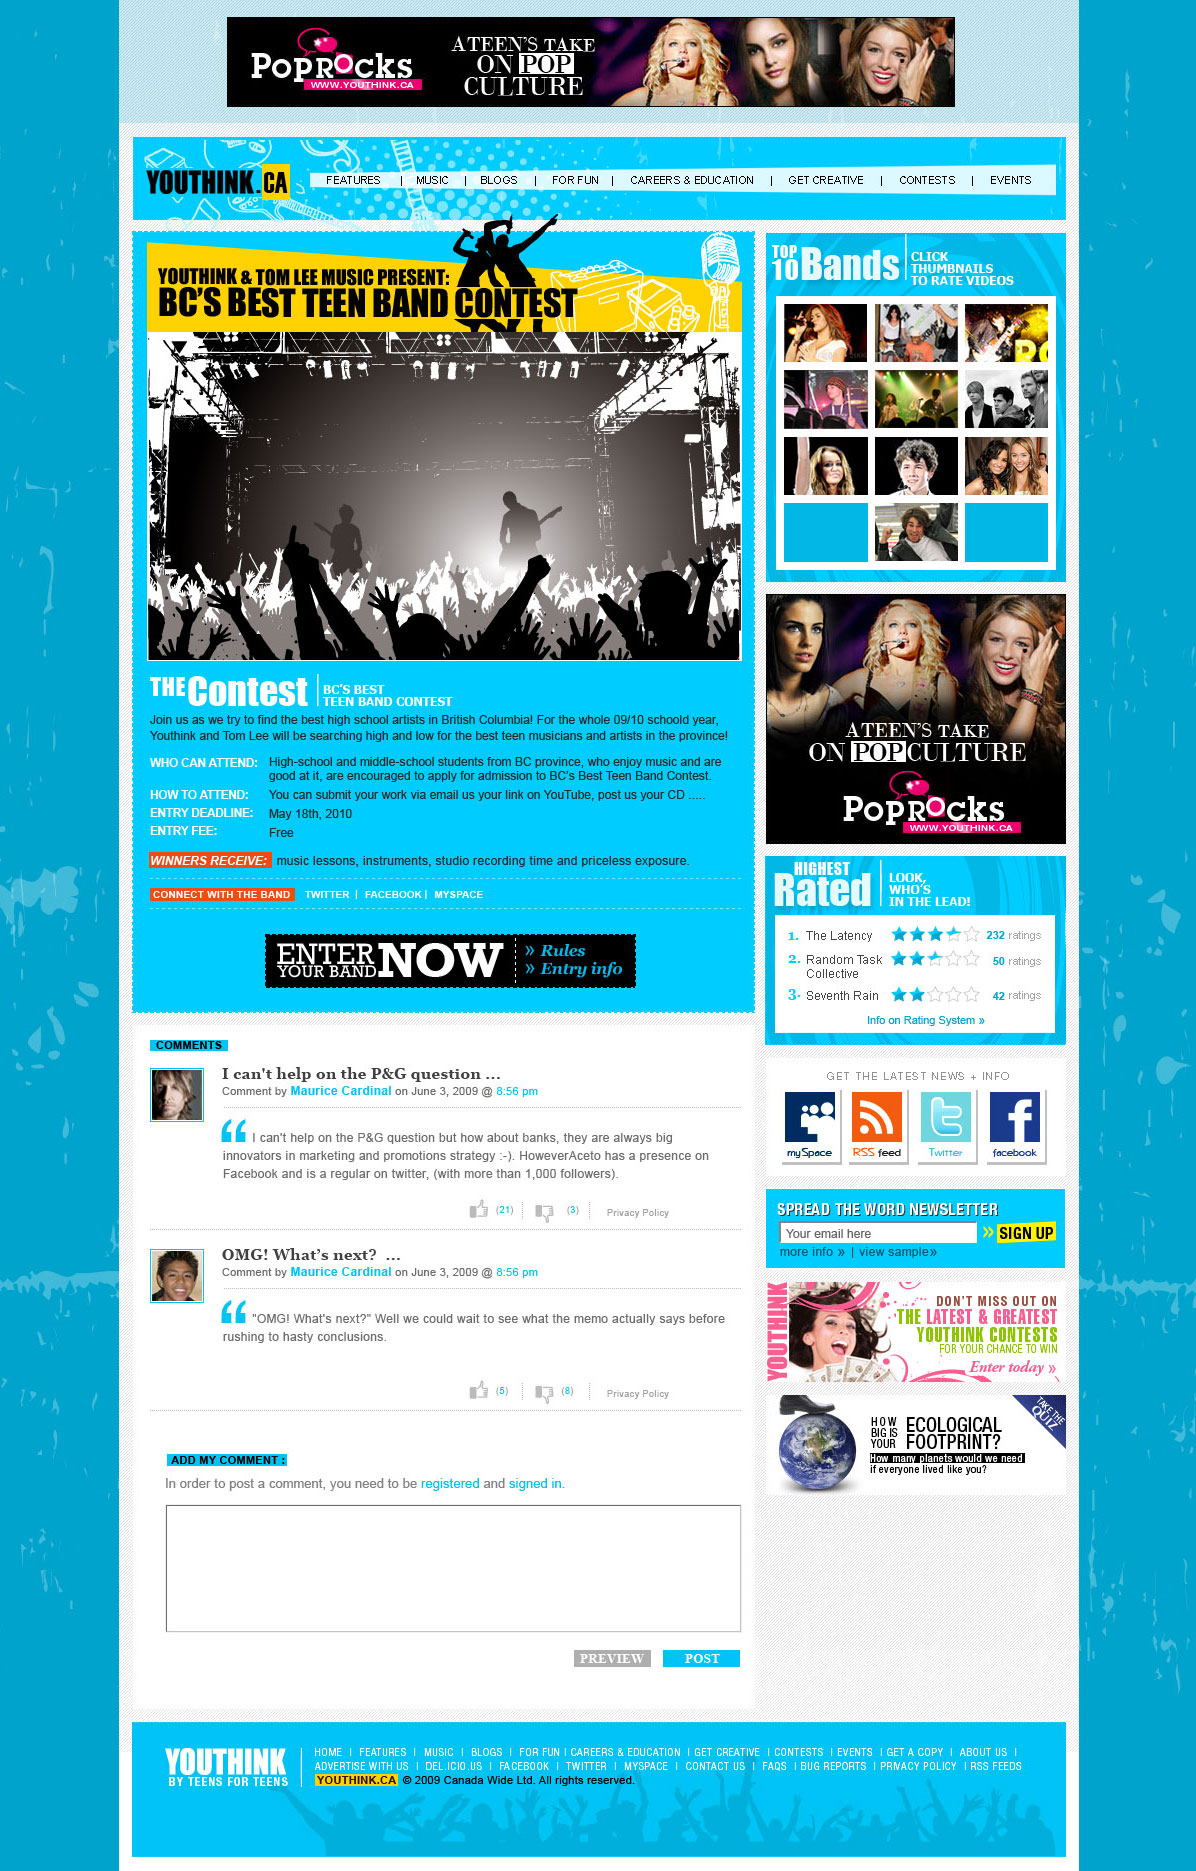 PopRocks
WWW.YOUTHINK.CA
A TEEN'S TAKE
ON POP
CULTURE
YOUTHINK.CA
FEATURES | MUSIC | BLOGS | FOR FUN | CAREERS & EDUCATION | GET CREATIVE | CONTESTS | EVENTS
YOUTHINK & TOM LEE MUSIC PRESENT:
BC'S BEST TEEN BAND CONTEST
THE Contest
BC'S BEST
TEEN BAND CONTEST
Join us as we try to find the best high school artists in British Columbia! For the whole 09/10 schoold year,
Youthink and Tom Lee will be searching high and low for the best teen musicians and artists in the province!
WHO CAN ATTEND: High-school and middle-school students from BC province, who enjoy music and are
good at it, are encouraged to apply for admission to BC's Best Teen Band Contest.
HOW TO ATTEND: You can submit your work via email us your link on YouTube, post us your CD .....
ENTRY DEADLINE: May 18th, 2010
ENTRY FEE: Free
WINNERS RECEIVE: music lessons, instruments, studio recording time and priceless exposure.
CONNECT WITH THE BAND TWITTER | FACEBOOK | MYSPACE
ENTER
YOUR BAND
NOW
» Rules
» Entry info
COMMENTS
I can't help on the P&G question ...
Comment by Maurice Cardinal on June 3, 2009 @ 8:56 pm
“ I can't help on the P&G question but how about banks, they are always big
innovators in marketing and promotions strategy :-). HoweverAceto has a presence on
Facebook and is a regular on twitter, (with more than 1,000 followers).
(21) (3) Privacy Policy
OMG! What's next? ...
Comment by Maurice Cardinal on June 3, 2009 @ 8:56 pm
“ "OMG! What's next?" Well we could wait to see what the memo actually says before
rushing to hasty conclusions.
(5) (8) Privacy Policy
ADD MY COMMENT :
In order to post a comment, you need to be registered and signed in.
PREVIEW POST
TOP
10 Bands
CLICK
THUMBNAILS
TO RATE VIDEOS
A TEEN'S TAKE
ON POP CULTURE
PopRocks
WWW.YOUTHINK.CA
HIGHEST
Rated
LOOK,
WHO'S
IN THE LEAD!
1. The Latency 232 ratings
2. Random Task
Collective 50 ratings
3. Seventh Rain 42 ratings
Info on Rating System »
GET THE LATEST NEWS + INFO
mySpace RSS feed Twitter facebook
SPREAD THE WORD NEWSLETTER
Your email here » SIGN UP
more info » | view sample»
YOUTHINK
DON'T MISS OUT ON
THE LATEST & GREATEST
YOUTHINK CONTESTS
FOR YOUR CHANCE TO WIN
Enter today »
TAKE THE
QUIZ
HOW
BIG IS
YOUR
ECOLOGICAL
FOOTPRINT?
How many planets would we need
if everyone lived like you?
YOUTHINK
BY TEENS FOR TEENS
HOME | FEATURES | MUSIC | BLOGS | FOR FUN | CAREERS & EDUCATION | GET CREATIVE | CONTESTS | EVENTS | GET A COPY | ABOUT US |
ADVERTISE WITH US | DEL.ICIO.US | FACEBOOK | TWITTER | MYSPACE | CONTACT US | FAQS | BUG REPORTS | PRIVACY POLICY | RSS FEEDS
YOUTHINK.CA © 2009 Canada Wide Ltd. All rights reserved.